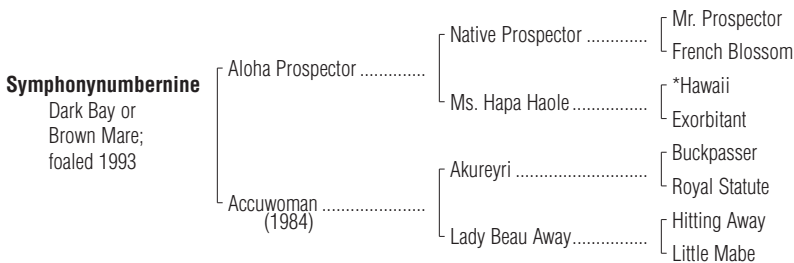 Mr. Prospector
Native Prospector .............
French Blossom
Aloha Prospector ..............
*Hawaii
Ms. Hapa Haole ................
Exorbitant
Symphonynumbernine
Dark Bay or
Brown Mare;
foaled 1993
Buckpasser
Akureyri ............................
Royal Statute
Accuwoman ......................
(1984)
Hitting Away
Lady Beau Away................
Little Mabe